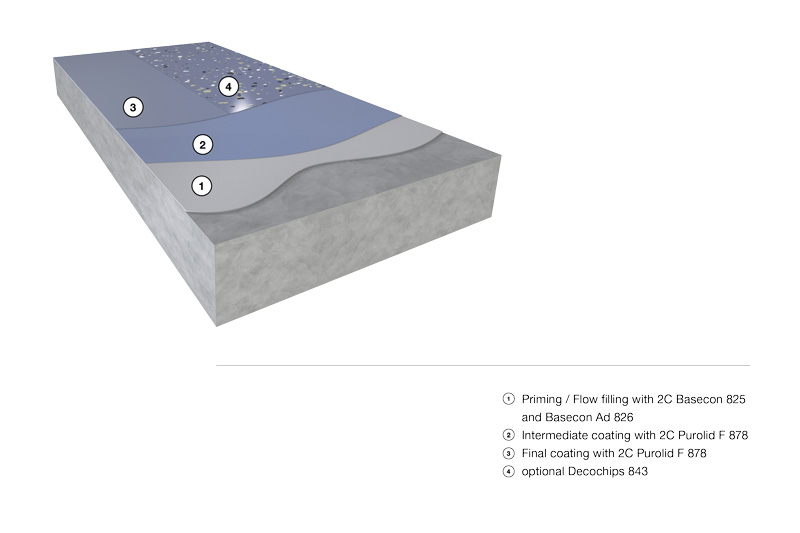 4
3
2
1
1 Priming / Flow filling with 2C Basecon 825
and Basecon Ad 826
2 Intermediate coating with 2C Purolid F 878
3 Final coating with 2C Purolid F 878
4 optional Decochips 843